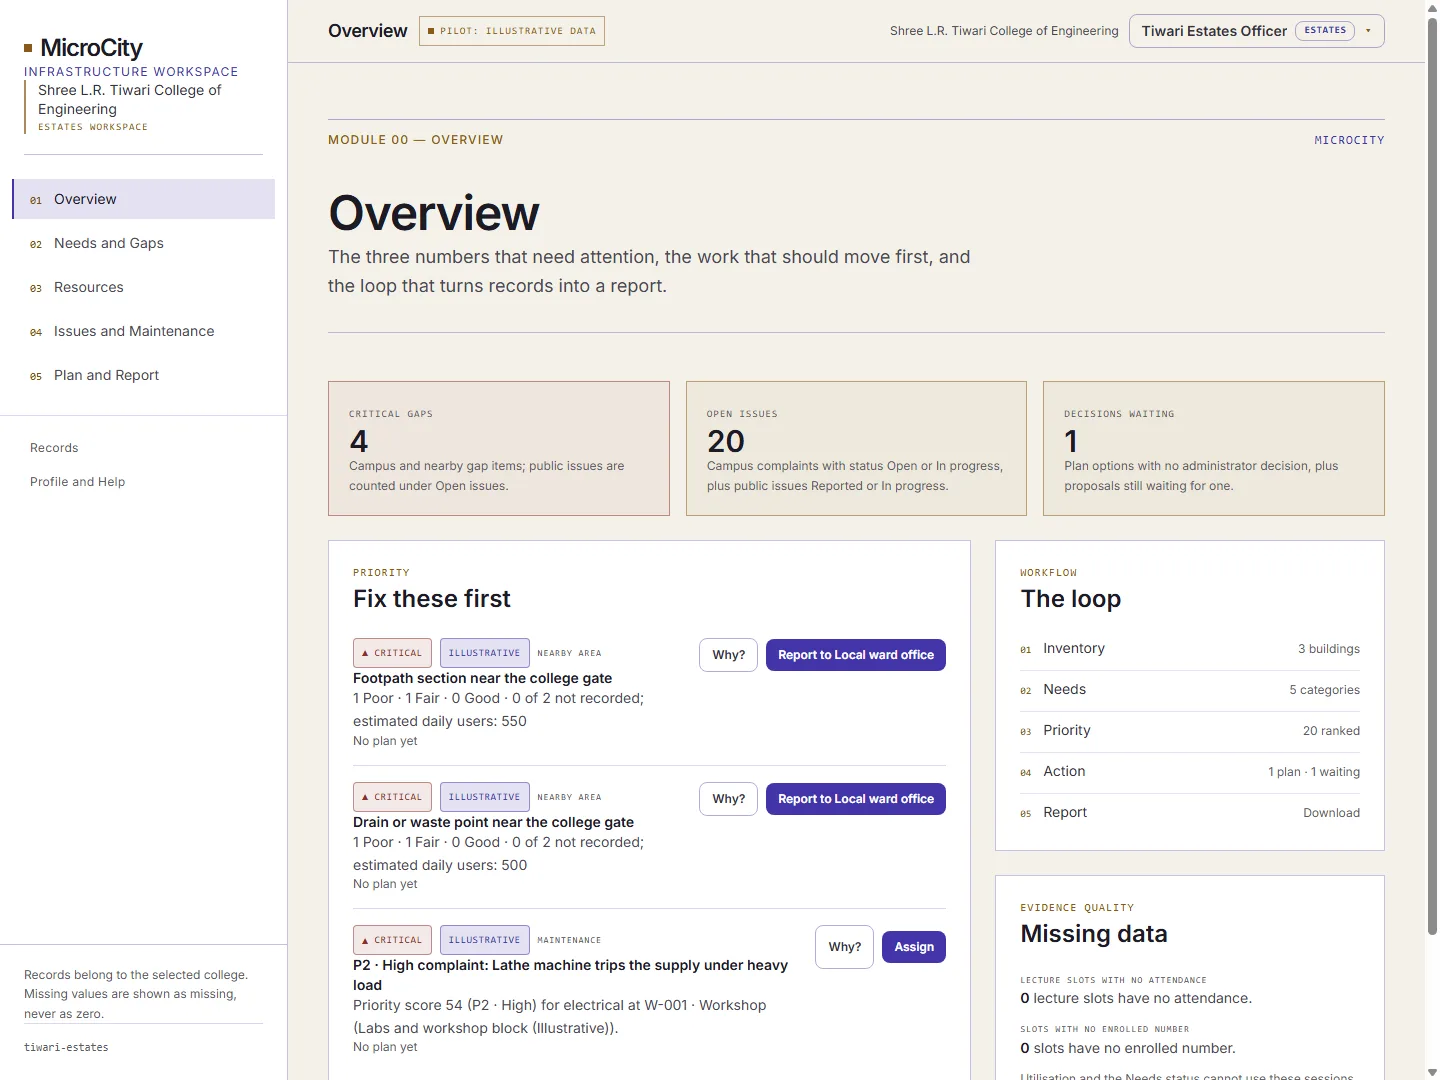 MicroCity
INFRASTRUCTURE WORKSPACE
Shree L.R. Tiwari College of
Engineering
ESTATES WORKSPACE
01 Overview
02 Needs and Gaps
03 Resources
04 Issues and Maintenance
05 Plan and Report
Records
Profile and Help
Records belong to the selected college.
Missing values are shown as missing,
never as zero.
tiwari-estates
Overview
PILOT: ILLUSTRATIVE DATA
Shree L.R. Tiwari College of Engineering
Tiwari Estates Officer
ESTATES
MODULE 00 — OVERVIEW
MICROCITY
Overview
The three numbers that need attention, the work that should move first, and
the loop that turns records into a report.
CRITICAL GAPS
4
Campus and nearby gap items; public issues are
counted under Open issues.
OPEN ISSUES
20
Campus complaints with status Open or In progress,
plus public issues Reported or In progress.
DECISIONS WAITING
1
Plan options with no administrator decision, plus
proposals still waiting for one.
PRIORITY
Fix these first
▲ CRITICAL ILLUSTRATIVE NEARBY AREA
Why? Report to Local ward office
Footpath section near the college gate
1 Poor · 1 Fair · 0 Good · 0 of 2 not recorded;
estimated daily users: 550
No plan yet
▲ CRITICAL ILLUSTRATIVE NEARBY AREA
Why? Report to Local ward office
Drain or waste point near the college gate
1 Poor · 1 Fair · 0 Good · 0 of 2 not recorded;
estimated daily users: 500
No plan yet
▲ CRITICAL ILLUSTRATIVE MAINTENANCE
Why? Assign
P2 · High complaint: Lathe machine trips the supply under heavy
load
Priority score 54 (P2 · High) for electrical at W-001 · Workshop
(Labs and workshop block (Illustrative)).
No plan yet
WORKFLOW
The loop
01 Inventory 3 buildings
02 Needs 5 categories
03 Priority 20 ranked
04 Action 1 plan · 1 waiting
05 Report Download
EVIDENCE QUALITY
Missing data
LECTURE SLOTS WITH NO ATTENDANCE
0 lecture slots have no attendance.
SLOTS WITH NO ENROLLED NUMBER
0 slots have no enrolled number.
Utilisation and the Needs status cannot use these sessions